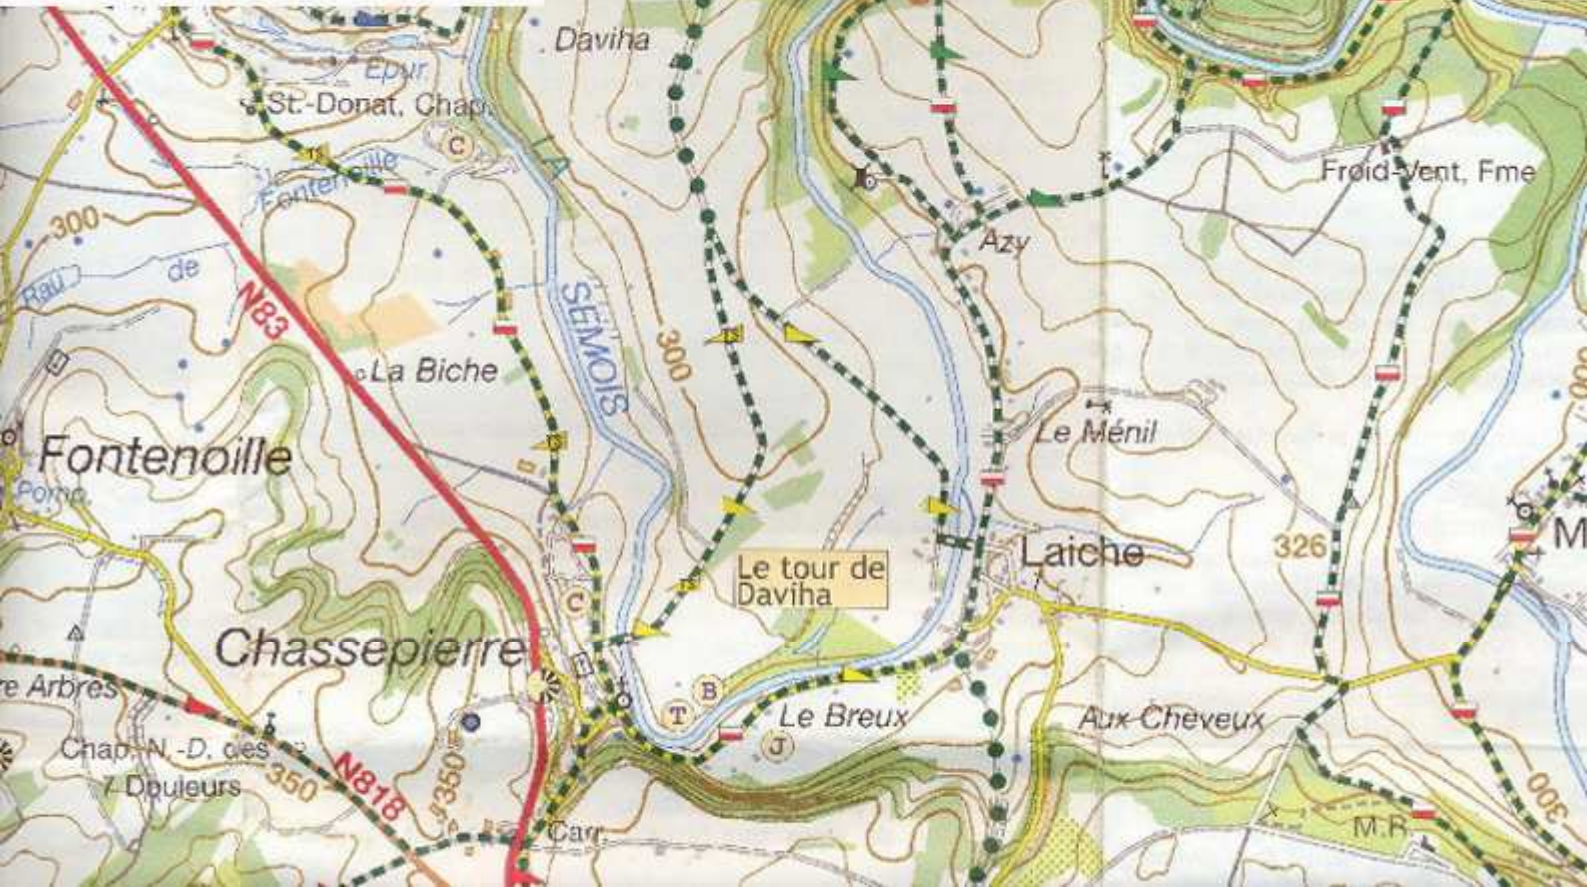 Daviha
Epur
St.-Donat, Chap.
C
LA
Fontenoille
Froid-Vent, Fme
300
Azy
Rau de
N83
SEMOIS
300
La Biche
Le Ménil
Fontenoille
Pomp.
Laiche
326
M
Le tour de
Daviha
C
Chassepierre
re Arbres
B
T
Le Breux
J
Aux Cheveux
Chap. N.-D. des
Douleurs
350
N818
350
300
Carr.
M.R.